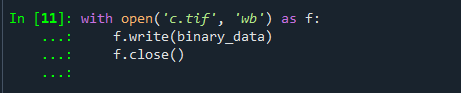 In [11]: with open('c.tif', 'wb') as f:
    ...:     f.write(binary_data)
    ...:     f.close()
    ...: